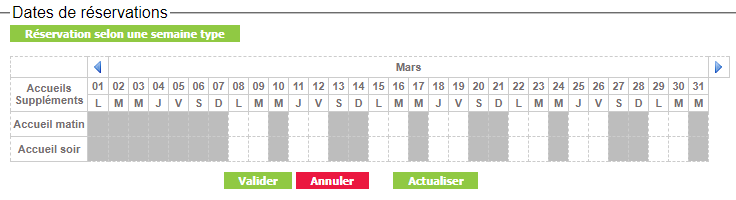 Dates de réservations
Réservation selon une semaine type
Mars
Accueils Suppléments 01 02 03 04 05 06 07 08 09 10 11 12 13 14 15 16 17 18 19 20 21 22 23 24 25 26 27 28 29 30 31
L M M J V S D L M M J V S D L M M J V S D L M M J V S D L M M
Accueil matin
Accueil soir
Valider Annuler Actualiser